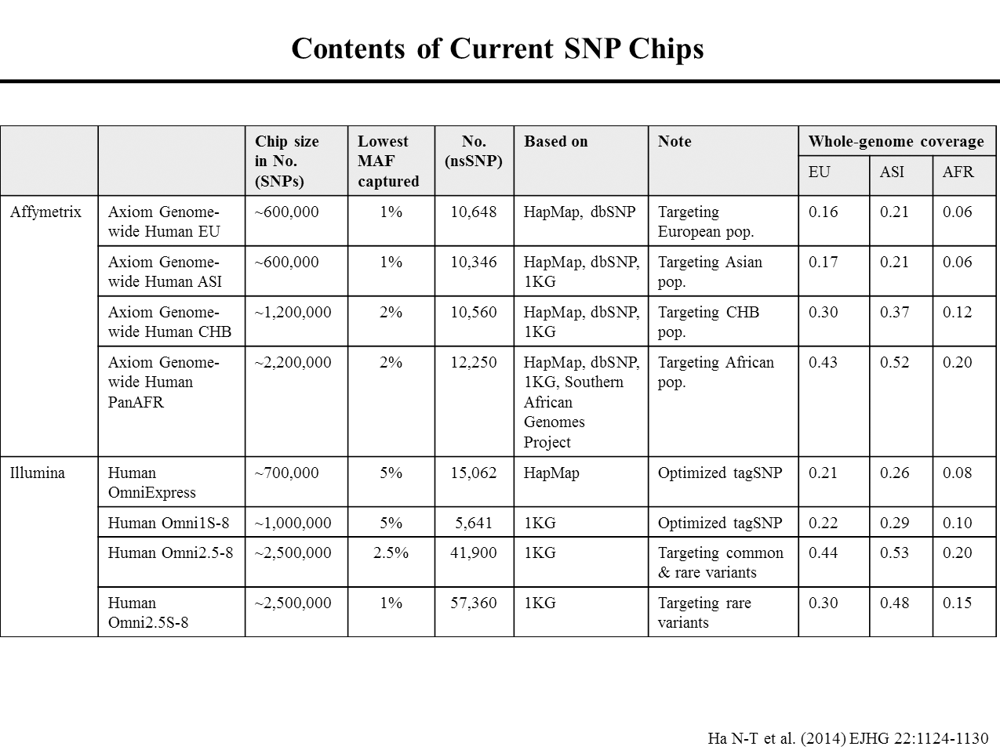 Contents of Current SNP Chips
Chip size
in No.
(SNPs)
Lowest
MAF
captured
No.
(nsSNP)
Based on
Note
Whole-genome coverage
EU
ASI
AFR
Affymetrix
Axiom Genome-
wide Human EU
~600,000
1%
10,648
HapMap, dbSNP
Targeting
European pop.
0.16
0.21
0.06
Axiom Genome-
wide Human ASI
~600,000
1%
10,346
HapMap, dbSNP,
1KG
Targeting Asian
pop.
0.17
0.21
0.06
Axiom Genome-
wide Human CHB
~1,200,000
2%
10,560
HapMap, dbSNP,
1KG
Targeting CHB
pop.
0.30
0.37
0.12
Axiom Genome-
wide Human
PanAFR
~2,200,000
2%
12,250
HapMap, dbSNP,
1KG, Southern
African
Genomes
Project
Targeting African
pop.
0.43
0.52
0.20
Illumina
Human
OmniExpress
~700,000
5%
15,062
HapMap
Optimized tagSNP
0.21
0.26
0.08
Human Omni1S-8
~1,000,000
5%
5,641
1KG
Optimized tagSNP
0.22
0.29
0.10
Human Omni2.5-8
~2,500,000
2.5%
41,900
1KG
Targeting common
& rare variants
0.44
0.53
0.20
Human
Omni2.5S-8
~2,500,000
1%
57,360
1KG
Targeting rare
variants
0.30
0.48
0.15
Ha N-T et al. (2014) EJHG 22:1124-1130